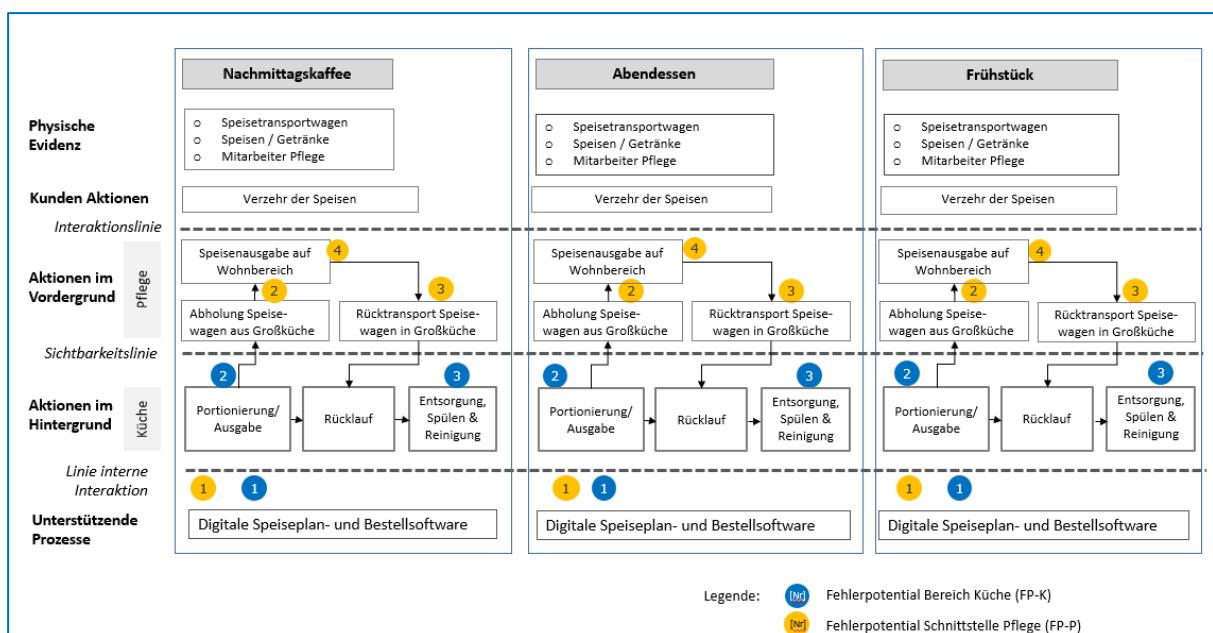 Nachmittagskaffee
Abendessen
Frühstück
Physische
Evidenz
o Speisetransportwagen
o Speisen / Getränke
o Mitarbeiter Pflege
o Speisetransportwagen
o Speisen / Getränke
o Mitarbeiter Pflege
o Speisetransportwagen
o Speisen / Getränke
o Mitarbeiter Pflege
Kunden Aktionen
Verzehr der Speisen
Verzehr der Speisen
Verzehr der Speisen
Interaktionslinie
Aktionen im
Vordergrund
Pflege
Speisenausgabe auf
Wohnbereich
4
2
3
Abholung Speise-
wagen aus Großküche
Rücktransport Speise-
wagen in Großküche
Speisenausgabe auf
Wohnbereich
4
2
3
Abholung Speise-
wagen aus Großküche
Rücktransport Speise-
wagen in Großküche
Speisenausgabe auf
Wohnbereich
4
2
3
Abholung Speise-
wagen aus Großküche
Rücktransport Speise-
wagen in Großküche
Sichtbarkeitslinie
Aktionen im
Hintergrund
Küche
2
3
Portionierung/
Ausgabe
Rücklauf
Entsorgung,
Spülen &
Reinigung
2
3
Portionierung/
Ausgabe
Rücklauf
Entsorgung,
Spülen &
Reinigung
2
3
Portionierung/
Ausgabe
Rücklauf
Entsorgung,
Spülen &
Reinigung
Linie interne
Interaktion
1 1
1 1
1 1
Unterstützende
Prozesse
Digitale Speiseplan- und Bestellsoftware
Digitale Speiseplan- und Bestellsoftware
Digitale Speiseplan- und Bestellsoftware
Legende:
[Nr] Fehlerpotential Bereich Küche (FP-K)
[Nr] Fehlerpotential Schnittstelle Pflege (FP-P)